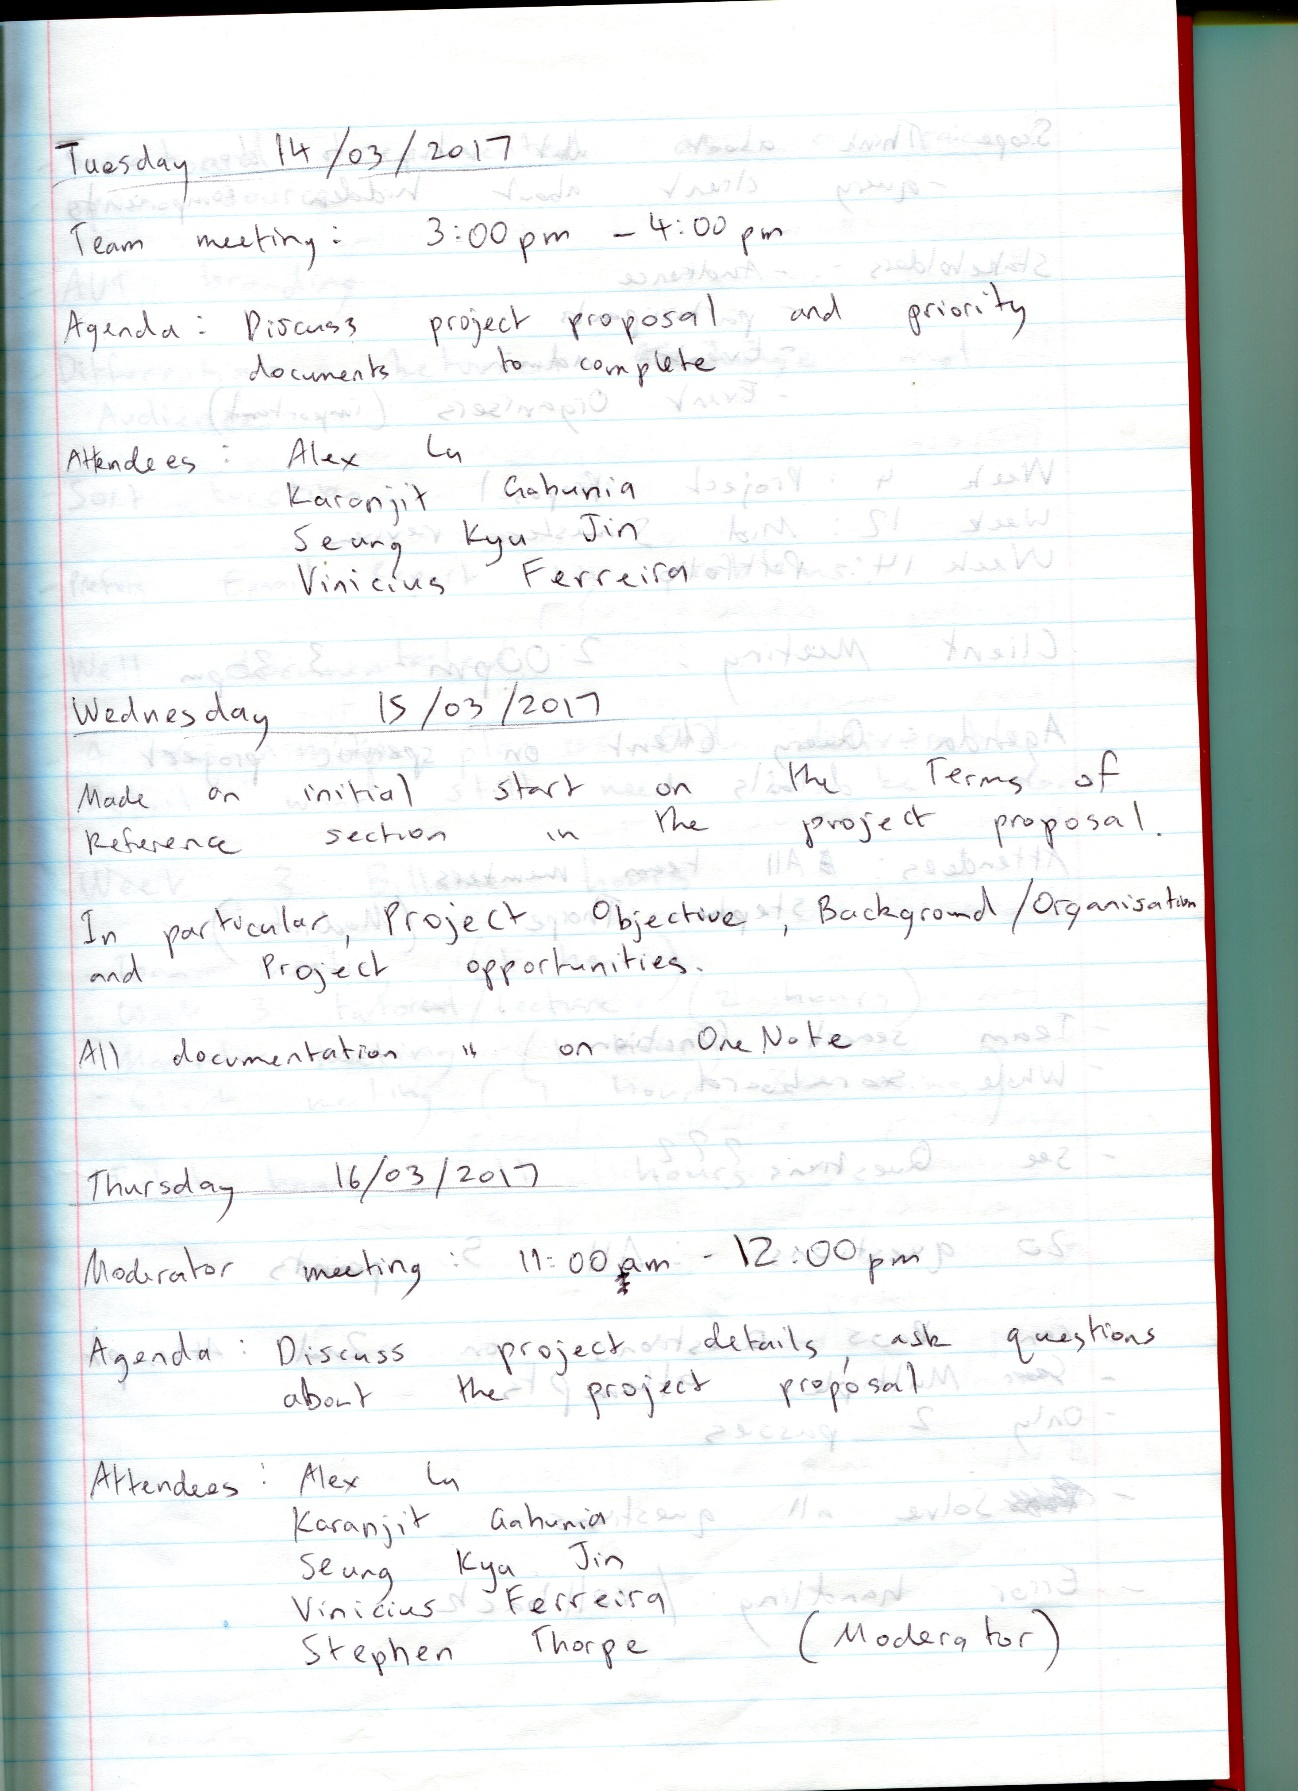 Tuesday 14/03/2017
Team meeting: 3:00pm - 4:00pm
Agenda: Discuss project proposal and priority
documents to complete
Attendees: Alex Lu
Karanjit Gahunia
Seung Kyu Jin
Vinicius Ferreira
Wednesday 15/03/2017
Made an initial start on the Terms of
Reference section in the project proposal.
In particular, Project Objective, Background/Organisation
and Project opportunities.
All documentation is on OneNote
Thursday 16/03/2017
Moderator meeting: 11:00am - 12:00pm
Agenda: Discuss project details, ask questions
about the project proposal
Attendees: Alex Lu
Karanjit Gahunia
Seung Kyu Jin
Vinicius Ferreira
Stephen Thorpe (Moderator)